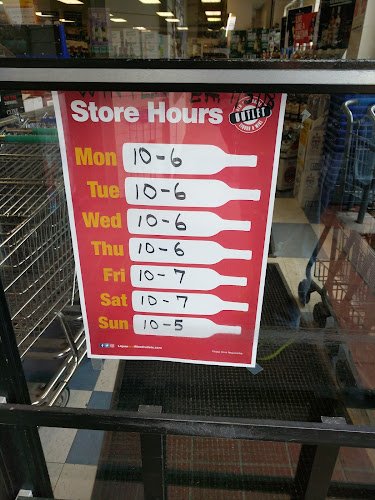 Store Hours
OUTLET
Mon 10-6
Tue 10-6
Wed 10-6
Thu 10-6
Fri 10-7
Sat 10-7
Sun 10-5